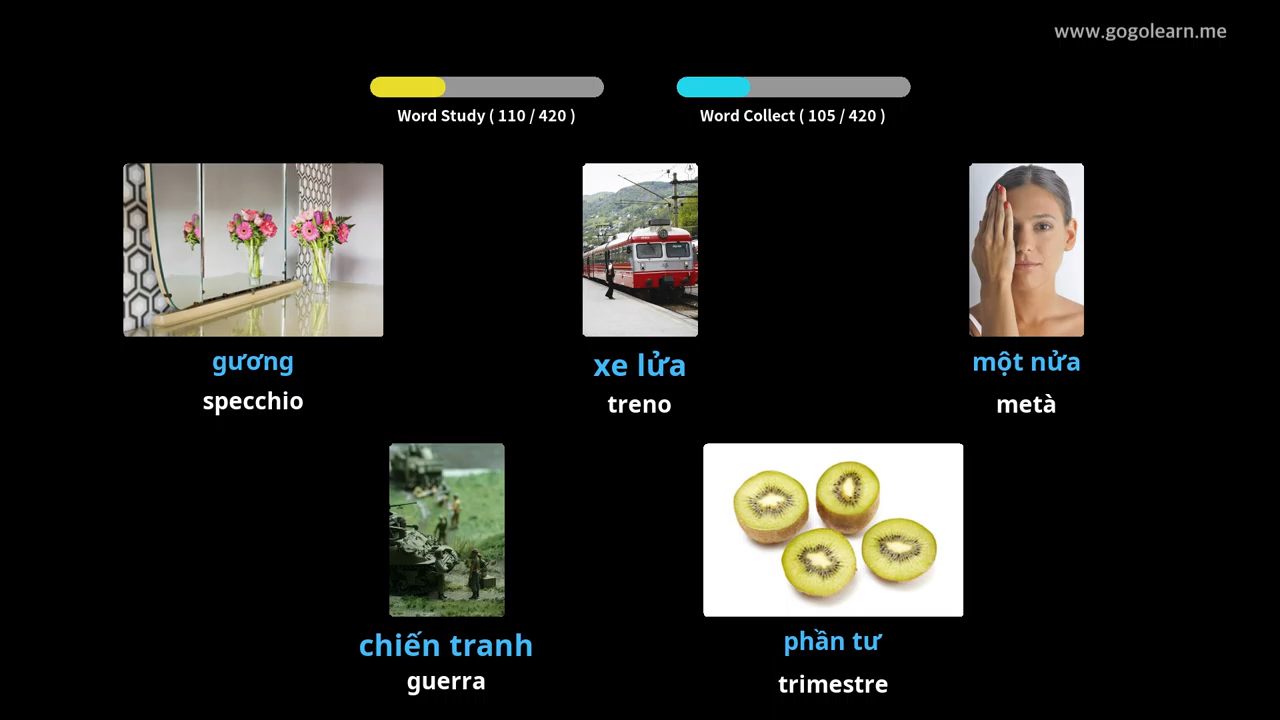 www.gogolearn.me
Word Study ( 110 / 420 )
Word Collect ( 105 / 420 )
gương
xe lửa
một nửa
specchio
treno
metà
chiến tranh
phần tư
guerra
trimestre